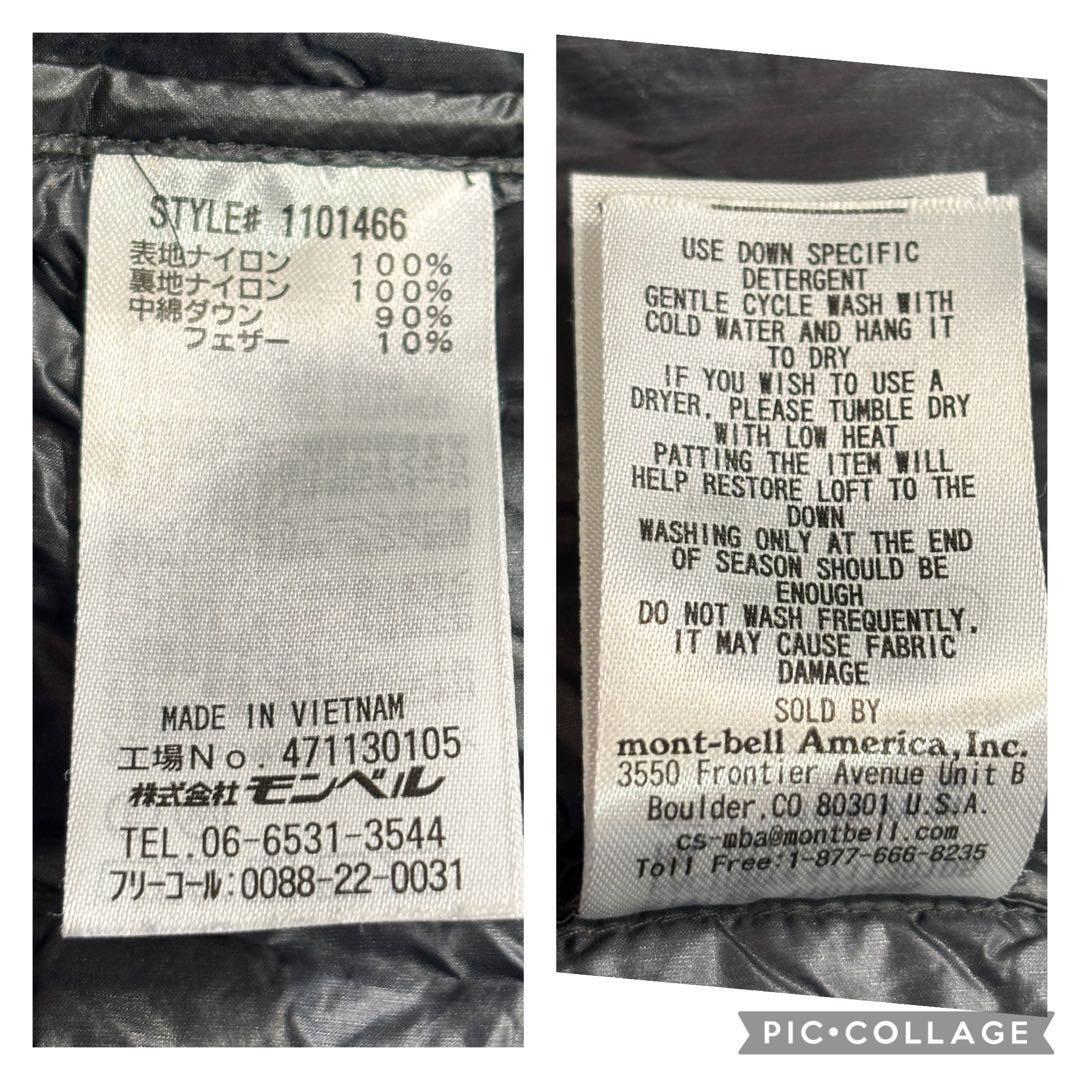 STYLE# 1101466
表地ナイロン 100%
裏地ナイロン 100%
中綿ダウン 90%
フェザー 10%
MADE IN VIETNAM
工場No. 471130105
株式会社モンベル
TEL.06-6531-3544
フリーコール:0088-22-0031
USE DOWN SPECIFIC
DETERGENT
GENTLE CYCLE WASH WITH
COLD WATER AND HANG IT
TO DRY
IF YOU WISH TO USE A
DRYER, PLEASE TUMBLE DRY
WITH LOW HEAT
PATTING THE ITEM WILL
HELP RESTORE LOFT TO THE
DOWN
WASHING ONLY AT THE END
OF SEASON SHOULD BE
ENOUGH
DO NOT WASH FREQUENTLY,
IT MAY CAUSE FABRIC
DAMAGE
SOLD BY
mont-bell America, Inc.
3550 Frontier Avenue Unit B
Boulder, CO 80301 U.S.A.
cs-mba@montbell.com
Toll Free:1-877-666-8235
PIC•COLLAGE